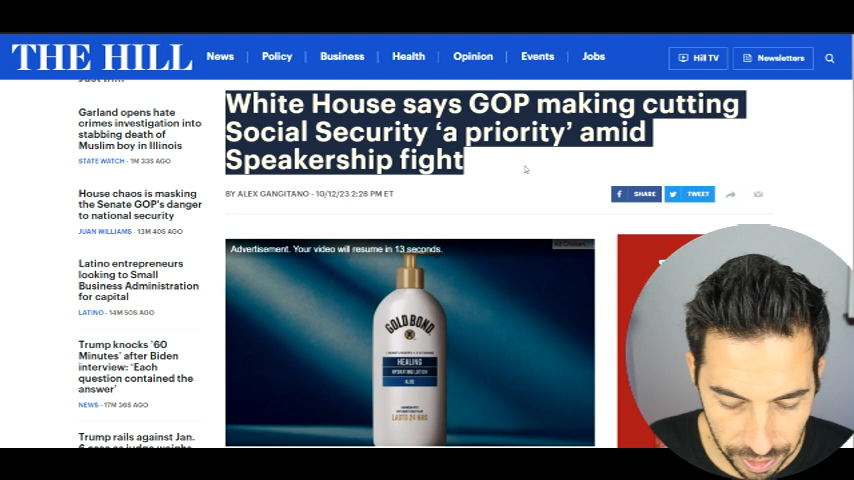 THE HILL
News
Policy
Business
Health
Opinion
Events
Jobs
Hill TV
Newsletters
Garland opens hate
crimes investigation into
stabbing death of
Muslim boy in Illinois
STATE WATCH - 1M 33S AGO
House chaos is masking
the Senate GOP's danger
to national security
JUAN WILLIAMS - 13M 40S AGO
Latino entrepreneurs
looking to Small
Business Administration
for capital
LATINO - 14M 50S AGO
Trump knocks '60
Minutes' after Biden
interview: 'Each
question contained the
answer'
NEWS - 17M 36S AGO
Trump rails against Jan.
White House says GOP making cutting
Social Security ‘a priority’ amid
Speakership fight
BY ALEX GANGITANO - 10/12/23 2:28 PM ET
SHARE
TWEET
Advertisement. Your video will resume in 13 seconds.
GOLD BOND
HEALING
HYDRATING LOTION
ALOE
LASTS 24 HRS